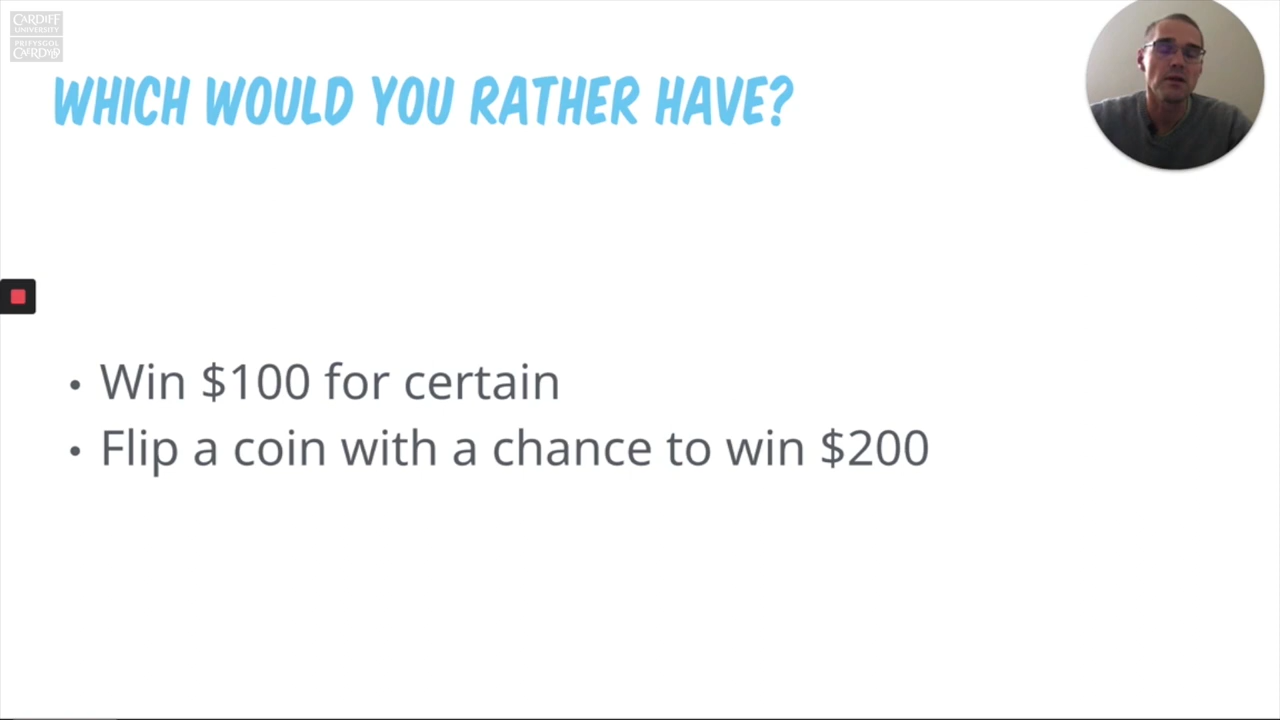 CARDIFF
UNIVERSITY
PRIFYSGOL
CAERDYDD
WHICH WOULD YOU RATHER HAVE?
• Win $100 for certain
• Flip a coin with a chance to win $200